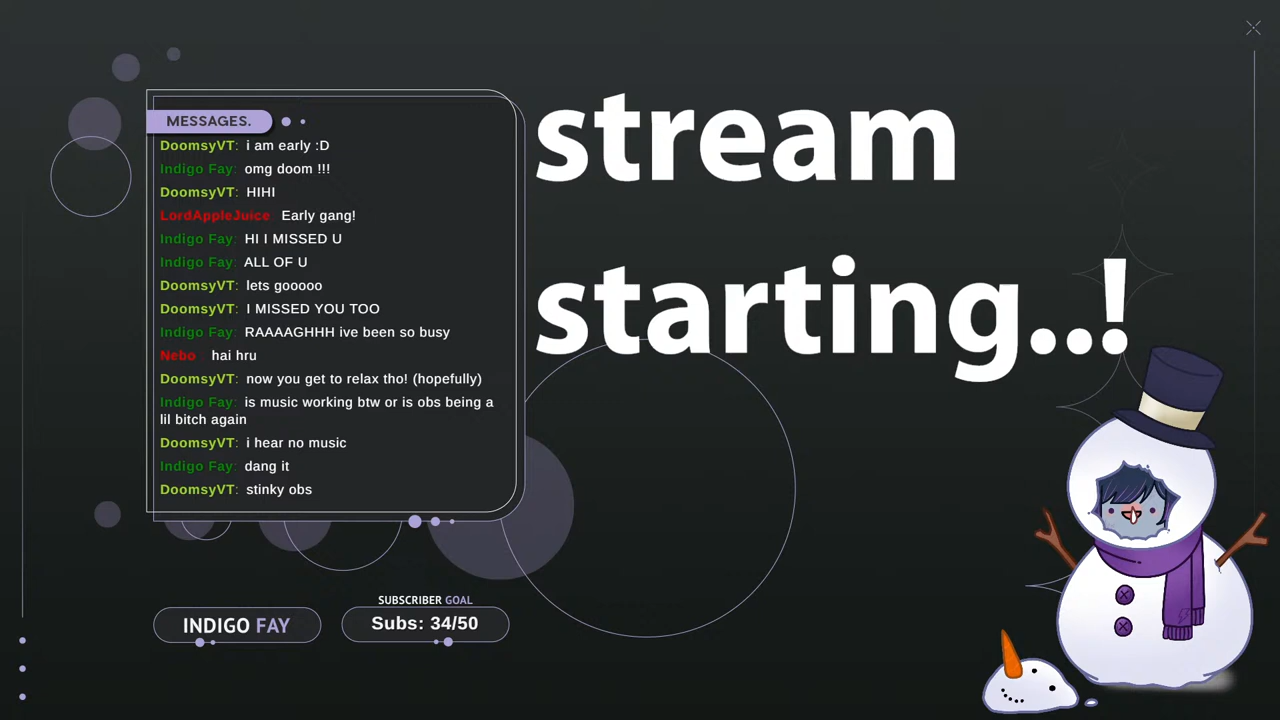 stream
starting..!
MESSAGES.
DoomsyVT: i am early :D
Indigo Fay: omg doom !!!
DoomsyVT: HIHI
LordAppleJuice Early gang!
Indigo Fay: HI I MISSED U
Indigo Fay: ALL OF U
DoomsyVT: lets gooooo
DoomsyVT: I MISSED YOU TOO
Indigo Fay: RAAAAGHHH ive been so busy
Nebo hai hru
DoomsyVT: now you get to relax tho! (hopefully)
Indigo Fay: is music working btw or is obs being a
lil bitch again
DoomsyVT: i hear no music
Indigo Fay: dang it
DoomsyVT: stinky obs
INDIGO FAY
SUBSCRIBER GOAL
Subs: 34/50